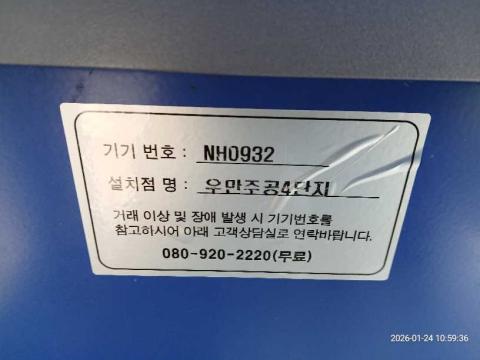 기기 번호 : NH0932
설치점 명 : 우만주공4단지
거래 이상 및 장애 발생 시 기기번호를
참고하시어 아래 고객상담실로 연락바랍니다.
080-920-2220(무료)
2026-01-24 10:59:36